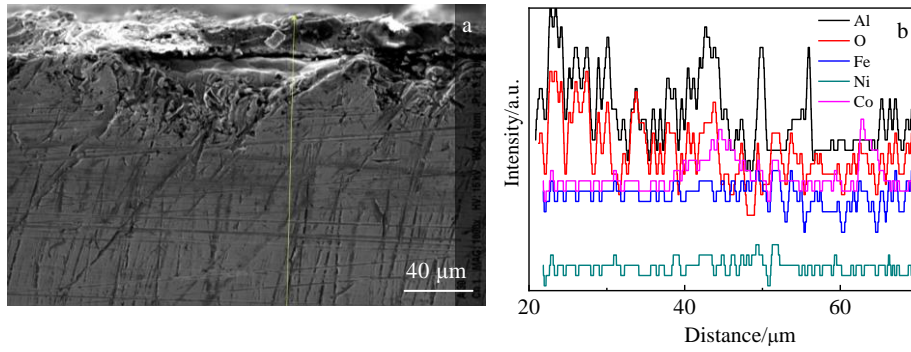 a
40 μm
b
Al
O
Fe
Ni
Co
Intensity/a.u.
20
40
60
Distance/μm